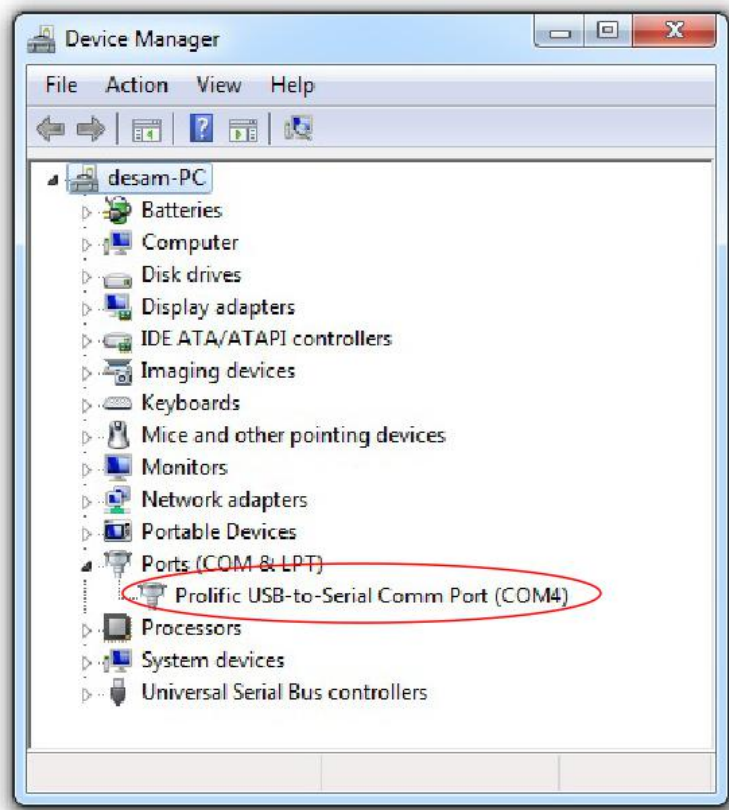 Device Manager
File Action View Help
desam-PC
Batteries
Computer
Disk drives
Display adapters
IDE ATA/ATAPI controllers
Imaging devices
Keyboards
Mice and other pointing devices
Monitors
Network adapters
Portable Devices
Ports (COM & LPT)
Prolific USB-to-Serial Comm Port (COM4)
Processors
System devices
Universal Serial Bus controllers